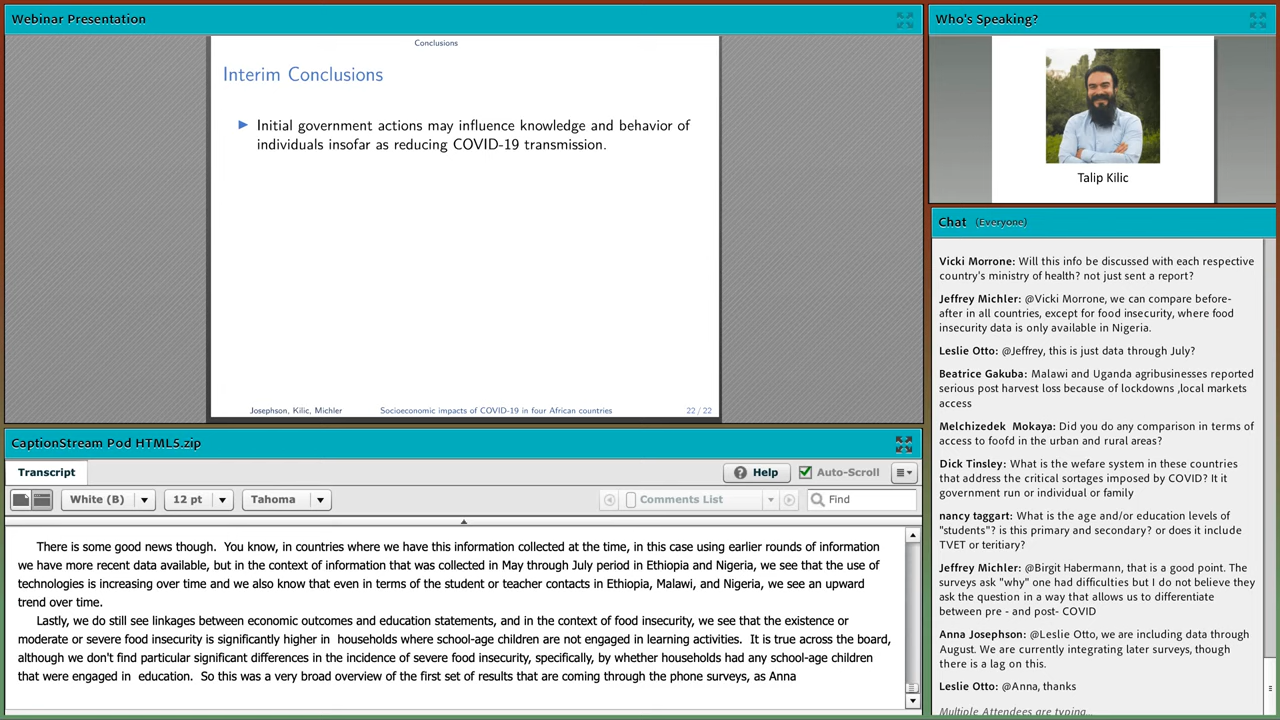 Webinar Presentation
Conclusions
Interim Conclusions
Initial government actions may influence knowledge and behavior of
individuals insofar as reducing COVID-19 transmission.
Josephson, Kilic, Michler Socioeconomic impacts of COVID-19 in four African countries 22 / 22
Who's Speaking?
Talip Kilic
Chat (Everyone)
Vicki Morrone: Will this info be discussed with each respective
country's ministry of health? not just sent a report?
Jeffrey Michler: @Vicki Morrone, we can compare before-
after in all countries, except for food insecurity, where food
insecurity data is only available in Nigeria.
Leslie Otto: @Jeffrey, this is just data through July?
Beatrice Gakuba: Malawi and Uganda agribusinesses reported
serious post harvest loss because of lockdowns ,local markets
access
Melchizedek Mokaya: Did you do any comparison in terms of
access to foofd in the urban and rural areas?
Dick Tinsley: What is the wefare system in these countries
that address the critical sortages imposed by COVID? It it
government run or individual or family
nancy taggart: What is the age and/or education levels of
"students"? is this primary and secondary? or does it include
TVET or teritiary?
Jeffrey Michler: @Birgit Habermann, that is a good point. The
surveys ask "why" one had difficulties but I do not believe they
ask the question in a way that allows us to differentiate
between pre - and post- COVID
Anna Josephson: @Leslie Otto, we are including data through
August. We are currently integrating later surveys, though
there is a lag on this.
Leslie Otto: @Anna, thanks
Multiple Attendees are typing
CaptionStream Pod HTML5.zip
Transcript Help Auto-Scroll
White (B) 12 pt Tahoma Comments List Find
There is some good news though. You know, in countries where we have this information collected at the time, in this case using earlier rounds of information
we have more recent data available, but in the context of information that was collected in May through July period in Ethiopia and Nigeria, we see that the use of
technologies is increasing over time and we also know that even in terms of the student or teacher contacts in Ethiopia, Malawi, and Nigeria, we see an upward
trend over time.
Lastly, we do still see linkages between economic outcomes and education statements, and in the context of food insecurity, we see that the existence or
moderate or severe food insecurity is significantly higher in households where school-age children are not engaged in learning activities. It is true across the board,
although we don't find particular significant differences in the incidence of severe food insecurity, specifically, by whether households had any school-age children
that were engaged in education. So this was a very broad overview of the first set of results that are coming through the phone surveys, as Anna